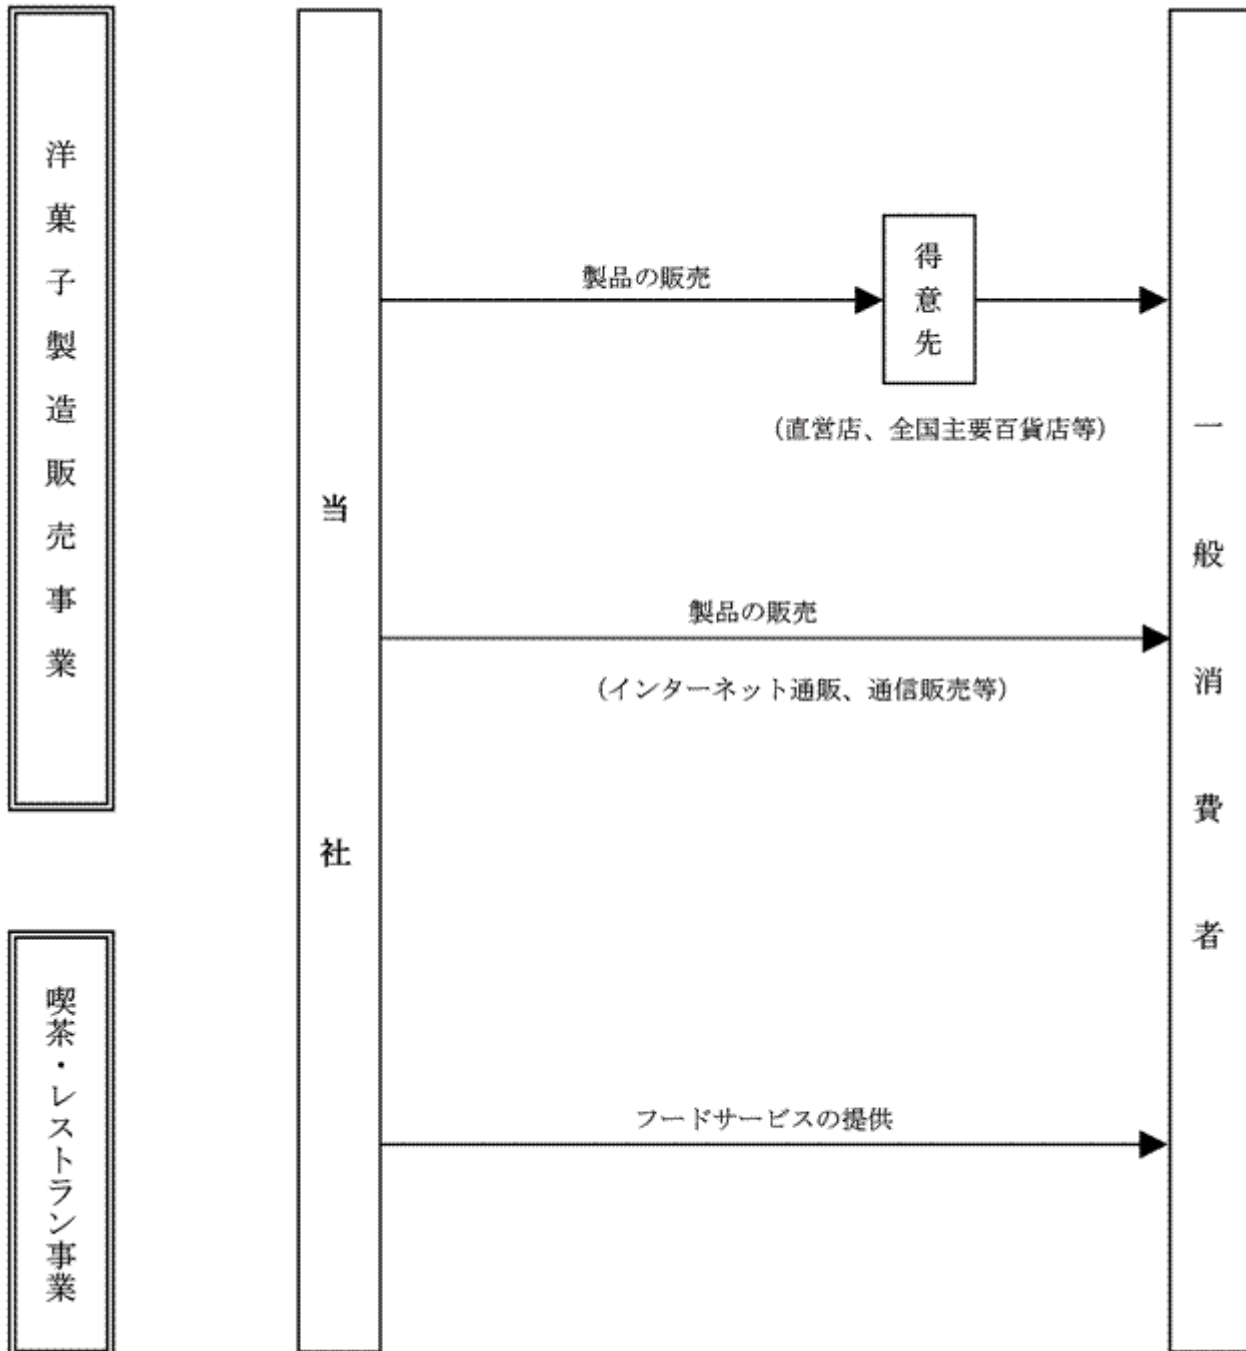 洋菓子製造販売事業
喫茶・レストラン事業
当社
製品の販売
得意先
(直営店、全国主要百貨店等)
製品の販売
(インターネット通販、通信販売等)
フードサービスの提供
一般消費者